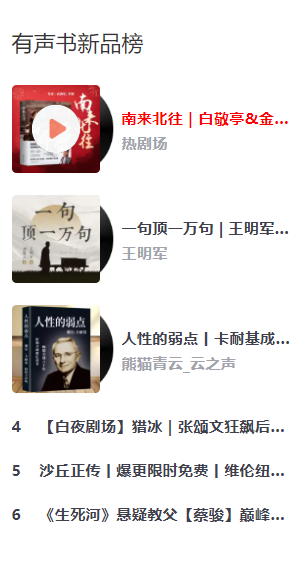 有声书新品榜
南来北往
南来北往｜白敬亭&金...
热剧场
一句
顶一万句
一句顶一万句｜王明军...
王明军
人性的弱点
人性的弱点丨卡耐基成...
熊猫青云_云之声
4 【白夜剧场】猎冰｜张颂文狂飙后...
5 沙丘正传丨爆更限时免费丨维伦纽...
6 《生死河》悬疑教父【蔡骏】巅峰...